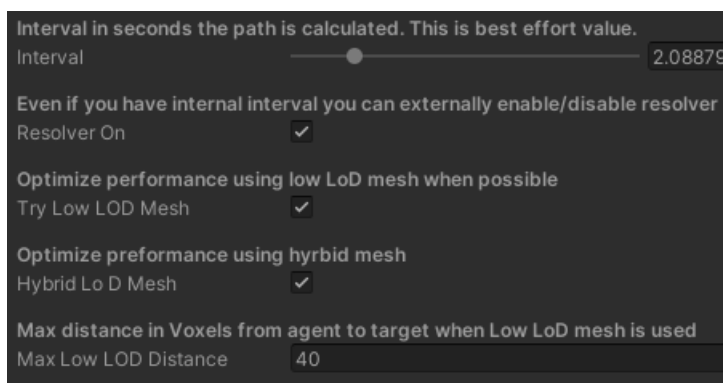 Interval in seconds the path is calculated. This is best effort value.
Interval 2.08879
Even if you have internal interval you can externally enable/disable resolver
Resolver On
Optimize performance using low LoD mesh when possible
Try Low LOD Mesh
Optimize preformance using hyrbid mesh
Hybrid Lo D Mesh
Max distance in Voxels from agent to target when Low LoD mesh is used
Max Low LOD Distance 40